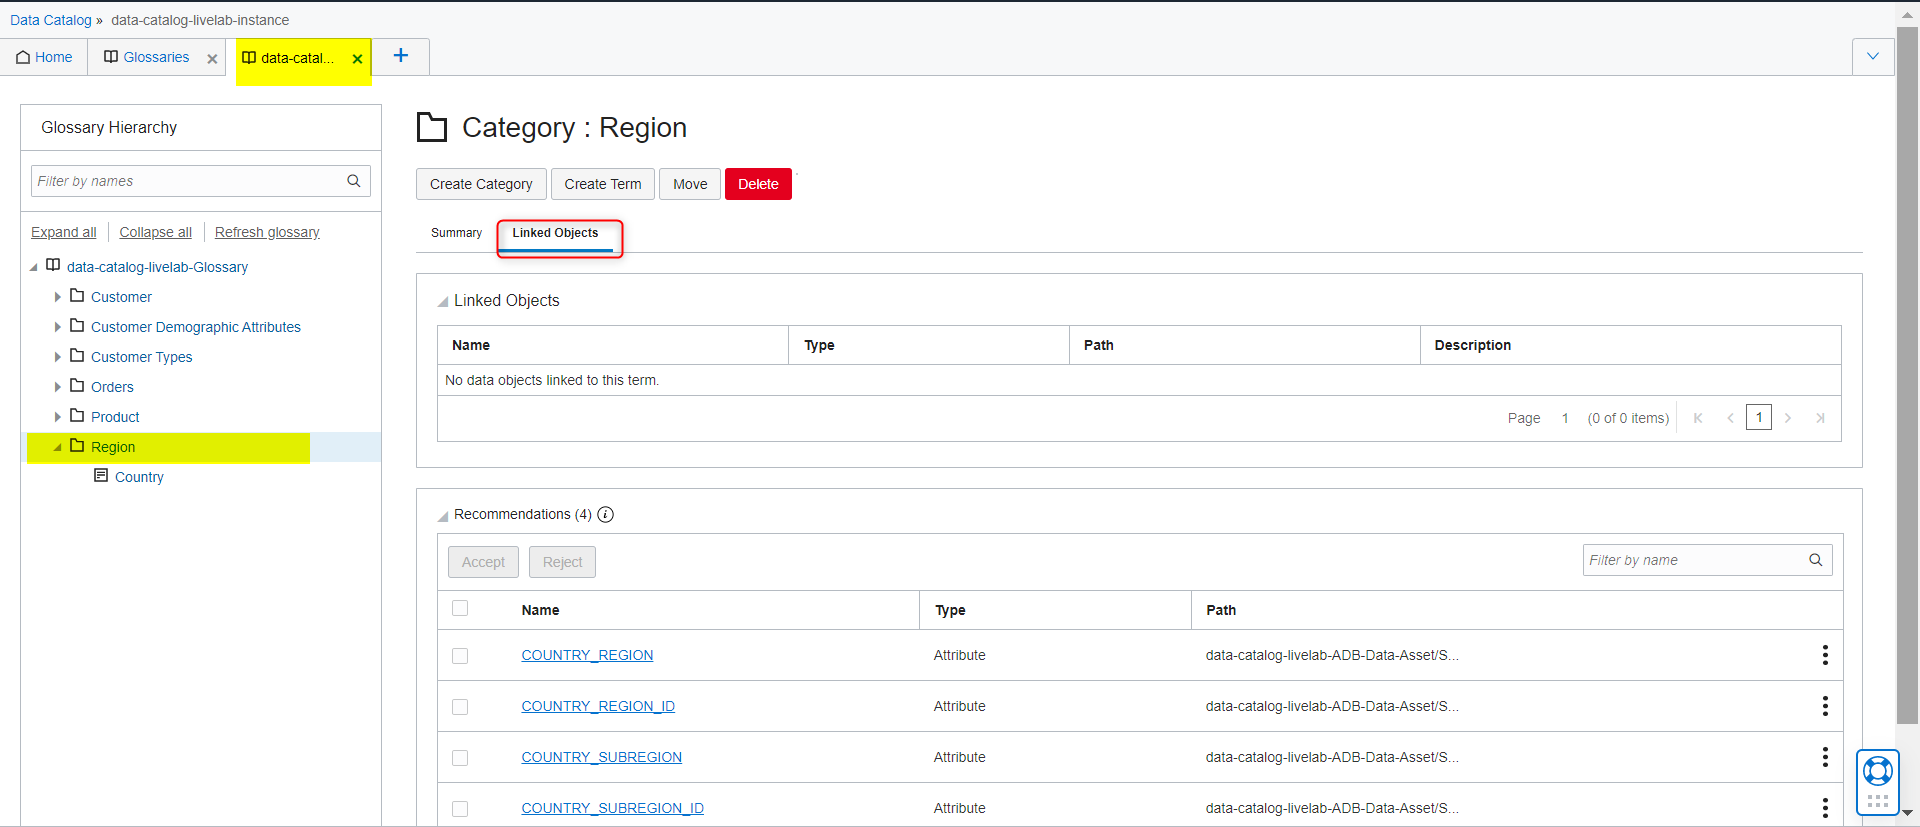 Data Catalog » data-catalog-livelab-instance
Home Glossaries data-catal...
Glossary Hierarchy
Filter by names
Expand all Collapse all Refresh glossary
data-catalog-livelab-Glossary
Customer
Customer Demographic Attributes
Customer Types
Orders
Product
Region
Country
Category : Region
Create Category Create Term Move Delete
Summary Linked Objects
Linked Objects
Name Type Path Description
No data objects linked to this term.
Page 1 (0 of 0 items) 1
Recommendations (4)
Accept Reject Filter by name
Name Type Path
COUNTRY_REGION Attribute data-catalog-livelab-ADB-Data-Asset/S...
COUNTRY_REGION_ID Attribute data-catalog-livelab-ADB-Data-Asset/S...
COUNTRY_SUBREGION Attribute data-catalog-livelab-ADB-Data-Asset/S...
COUNTRY_SUBREGION_ID Attribute data-catalog-livelab-ADB-Data-Asset/S...